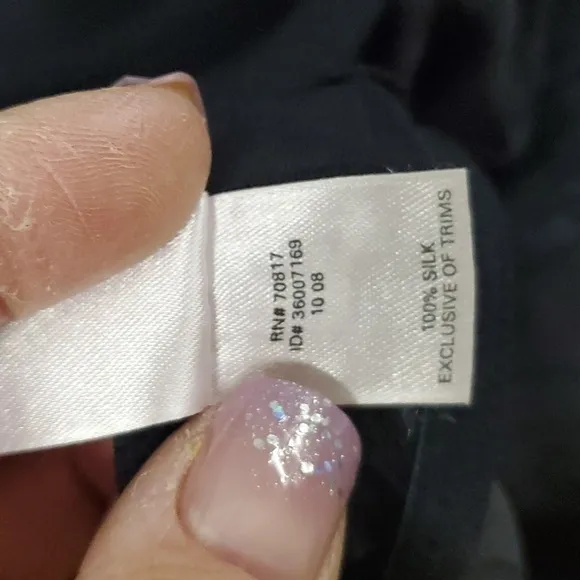 RN# 70817
ID# 36007169
10 08
100% SILK
EXCLUSIVE OF TRIMS